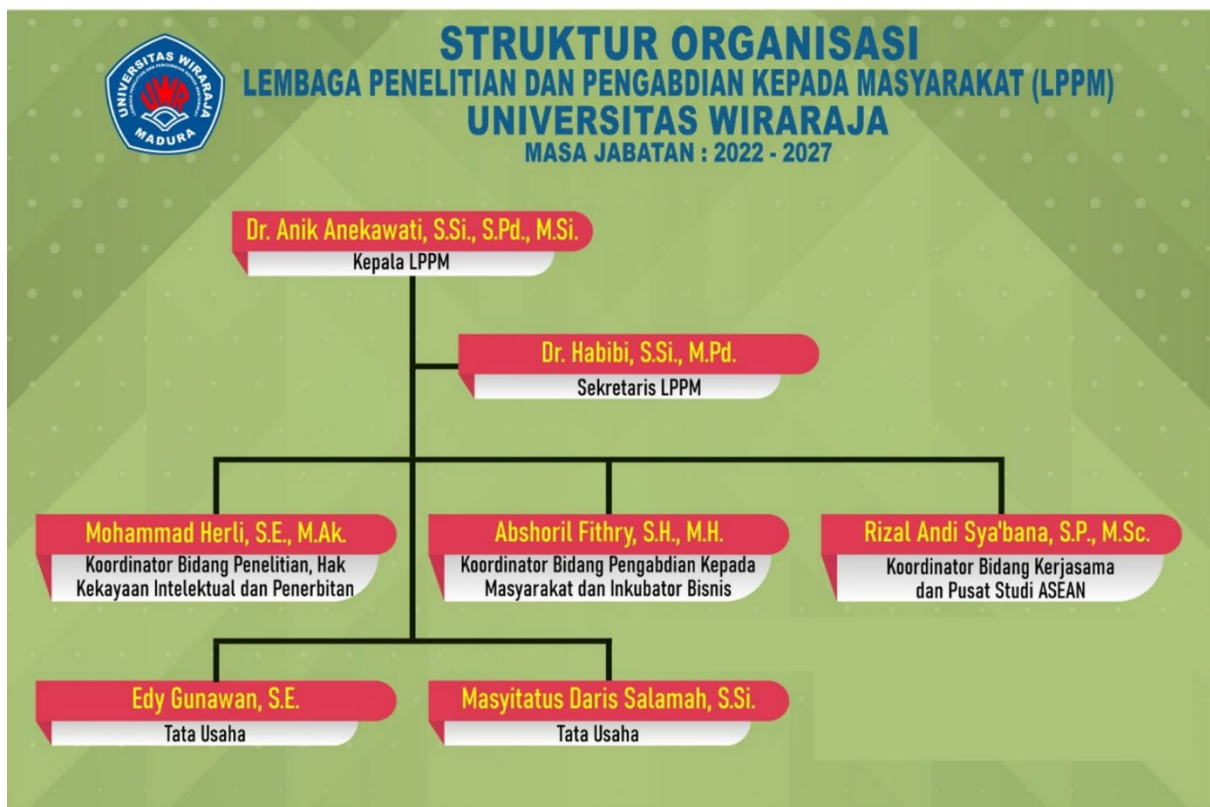 UNIVERSITAS WIRARAJA
UWR
MADURA
STRUKTUR ORGANISASI
LEMBAGA PENELITIAN DAN PENGABDIAN KEPADA MASYARAKAT (LPPM)
UNIVERSITAS WIRARAJA
MASA JABATAN : 2022 - 2027
Dr. Anik Anekawati, S.Si., S.Pd., M.Si.
Kepala LPPM
Dr. Habibi, S.Si., M.Pd.
Sekretaris LPPM
Mohammad Herli, S.E., M.Ak.
Koordinator Bidang Penelitian, Hak
Kekayaan Intelektual dan Penerbitan
Abshoril Fithry, S.H., M.H.
Koordinator Bidang Pengabdian Kepada
Masyarakat dan Inkubator Bisnis
Rizal Andi Sya'bana, S.P., M.Sc.
Koordinator Bidang Kerjasama
dan Pusat Studi ASEAN
Edy Gunawan, S.E.
Tata Usaha
Masyitatus Daris Salamah, S.Si.
Tata Usaha